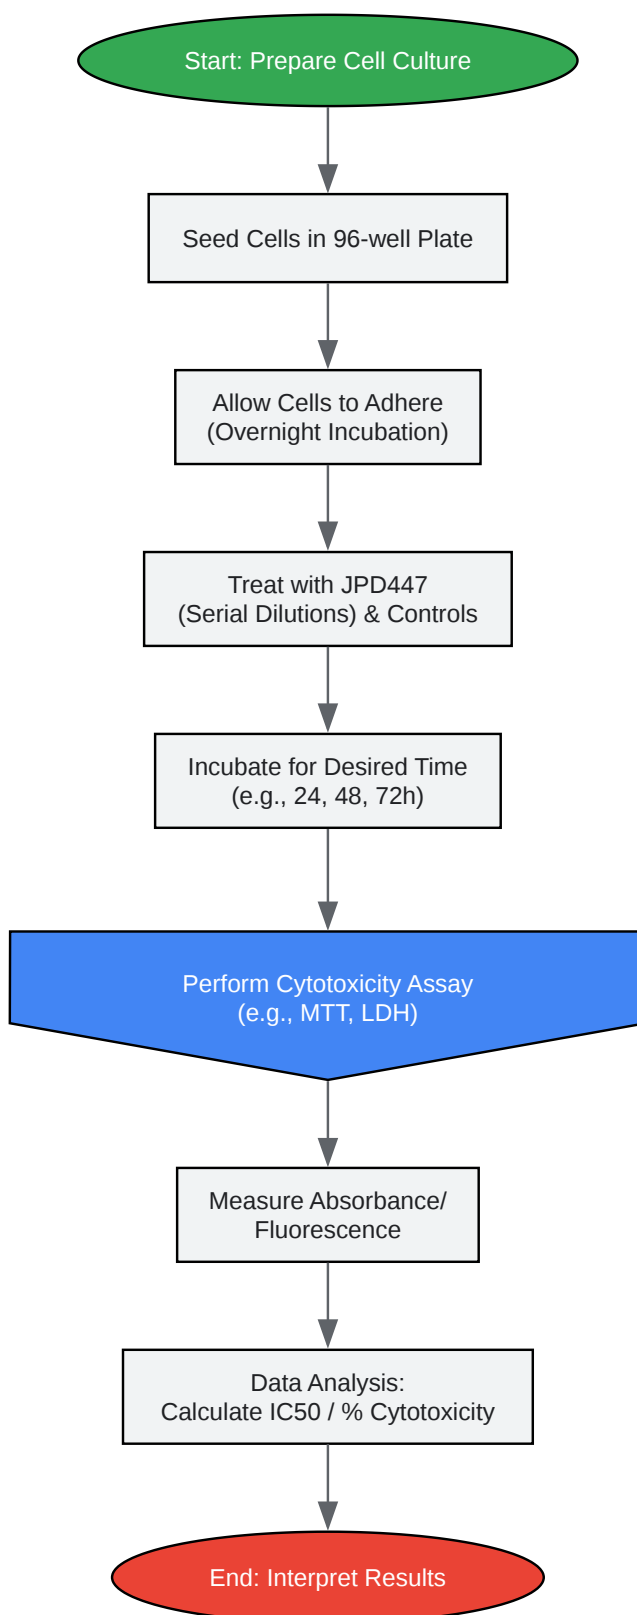 Start: Prepare Cell Culture
Seed Cells in 96-well Plate
Allow Cells to Adhere
(Overnight Incubation)
Treat with JPD447
(Serial Dilutions) & Controls
Incubate for Desired Time
(e.g., 24, 48, 72h)
Perform Cytotoxicity Assay
(e.g., MTT, LDH)
Measure Absorbance/
Fluorescence
Data Analysis:
Calculate IC50 / % Cytotoxicity
End: Interpret Results